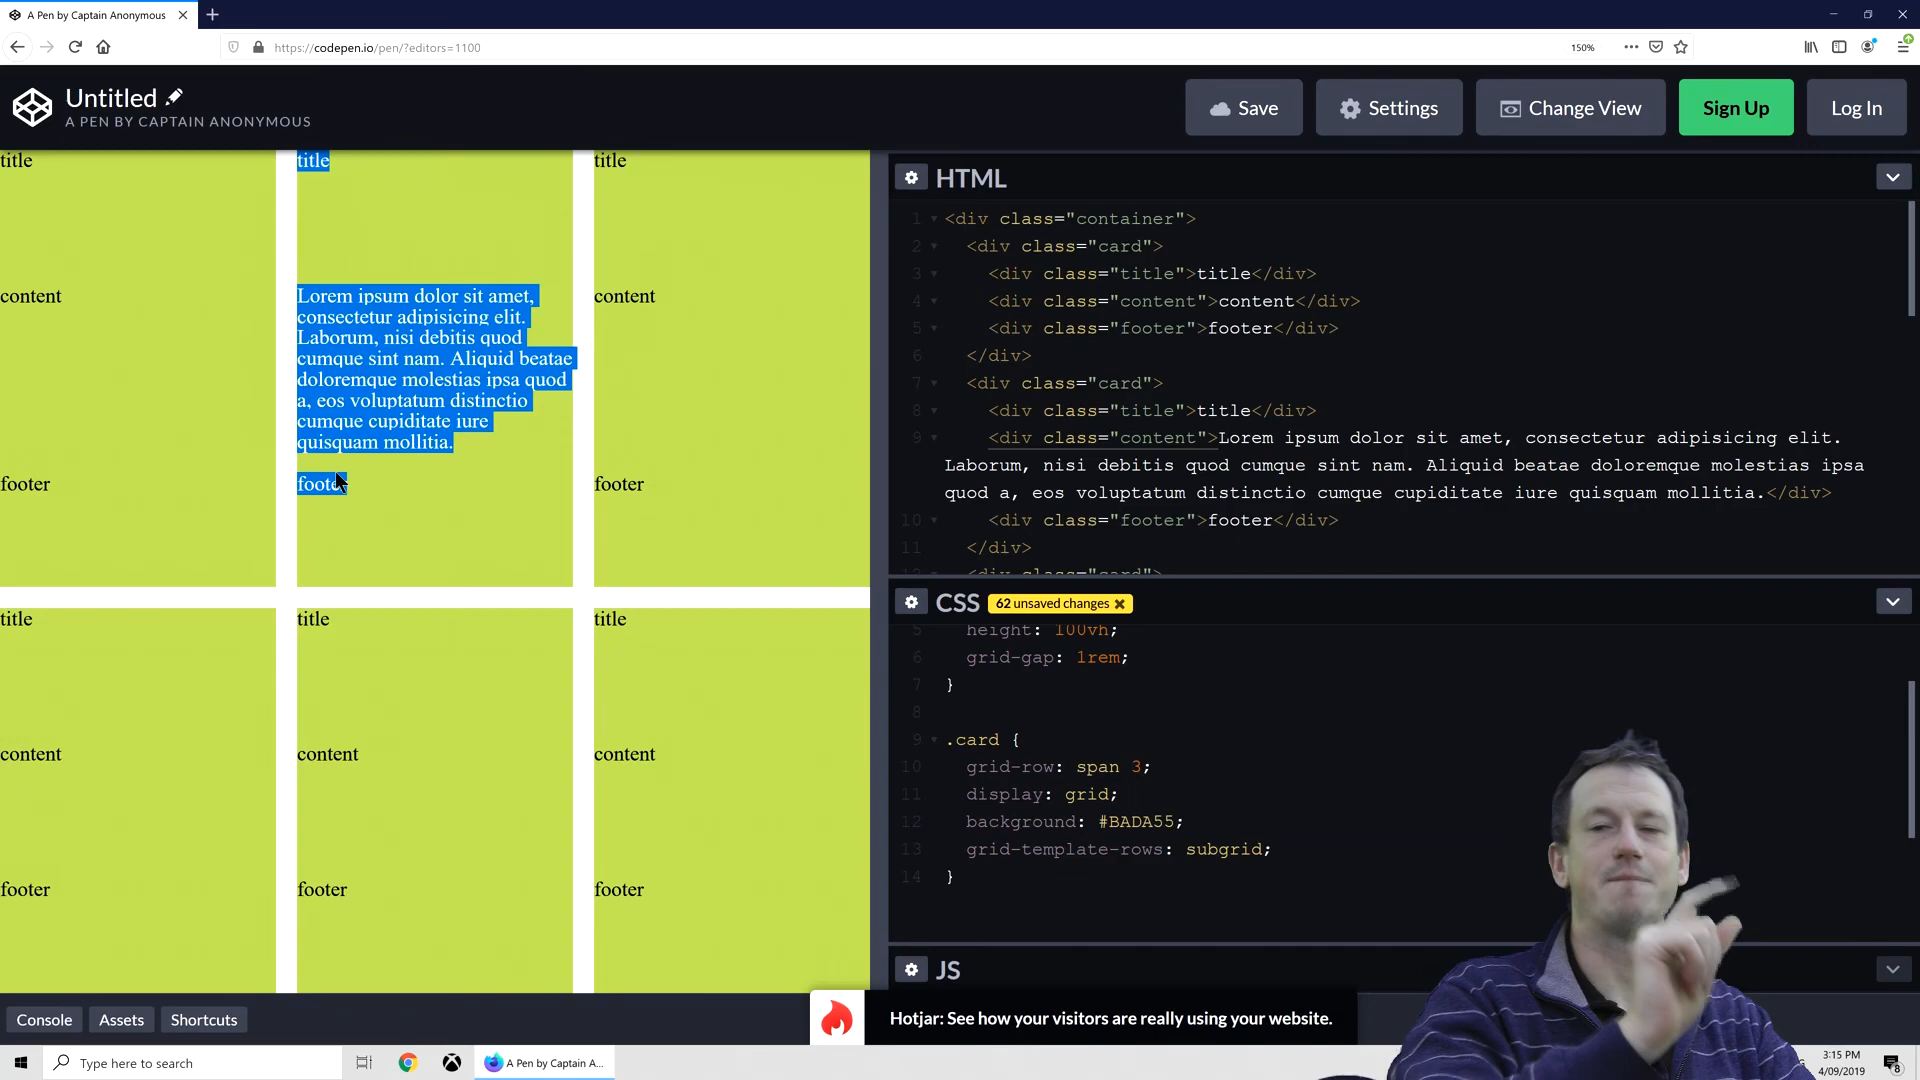 A Pen by Captain Anonymous
https://codepen.io/pen/?editors=1100
150%
Untitled
A PEN BY CAPTAIN ANONYMOUS
Save
Settings
Change View
Sign Up
Log In
title
title
title
content
Lorem ipsum dolor sit amet,
consectetur adipisicing elit.
Laborum, nisi debitis quod
cumque sint nam. Aliquid beatae
doloremque molestias ipsa quod
a, eos voluptatum distinctio
cumque cupiditate iure
quisquam mollitia.
content
footer
footer
footer
title
title
title
content
content
content
footer
footer
footer
HTML
1 <div class="container">
2 <div class="card">
3 <div class="title">title</div>
4 <div class="content">content</div>
5 <div class="footer">footer</div>
6 </div>
7 <div class="card">
8 <div class="title">title</div>
9 <div class="content">Lorem ipsum dolor sit amet, consectetur adipisicing elit.
Laborum, nisi debitis quod cumque sint nam. Aliquid beatae doloremque molestias ipsa
quod a, eos voluptatum distinctio cumque cupiditate iure quisquam mollitia.</div>
10 <div class="footer">footer</div>
11 </div>
12 <div class="card">
CSS
62 unsaved changes
5 height: 100vh;
6 grid-gap: 1rem;
7 }
8
9 .card {
10 grid-row: span 3;
11 display: grid;
12 background: #BADA55;
13 grid-template-rows: subgrid;
14 }
JS
Console
Assets
Shortcuts
Hotjar: See how your visitors are really using your website.
Type here to search
A Pen by Captain A...
3:15 PM
4/09/2019
8